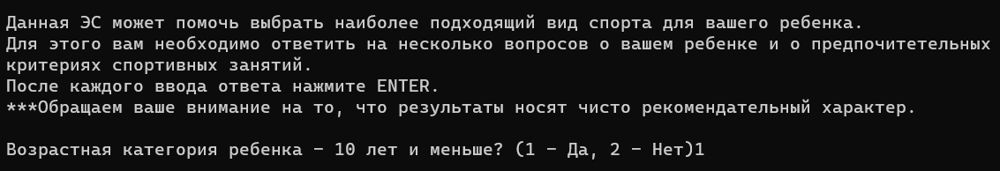 Данная ЭС может помочь выбрать наиболее подходящий вид спорта для вашего ребенка.
Для этого вам необходимо ответить на несколько вопросов о вашем ребенке и о предпочитетельных
критериях спортивных занятий.
После каждого ввода ответа нажмите ENTER.
***Обращаем ваше внимание на то, что результаты носят чисто рекомендательный характер.
Возрастная категория ребенка – 10 лет и меньше? (1 – Да, 2 – Нет)1